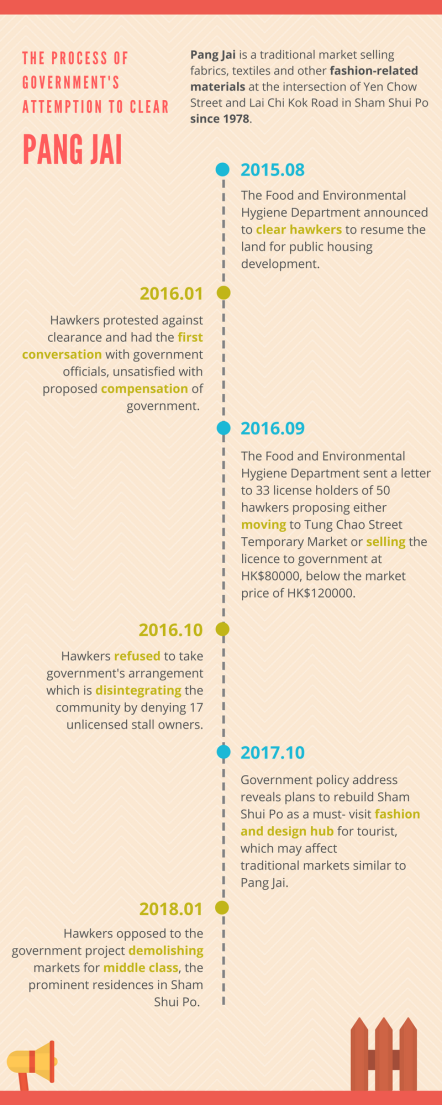 THE PROCESS OF
GOVERNMENT'S
ATTEMPTION TO CLEAR
PANG JAI
Pang Jai is a traditional market selling
fabrics, textiles and other fashion-related
materials at the intersection of Yen Chow
Street and Lai Chi Kok Road in Sham Shui Po
since 1978.
2015.08
The Food and Environmental
Hygiene Department announced
to clear hawkers to resume the
land for public housing
development.
2016.01
Hawkers protested against
clearance and had the first
conversation with government
officials, unsatisfied with
proposed compensation of
government.
2016.09
The Food and Environmental
Hygiene Department sent a letter
to 33 license holders of 50
hawkers proposing either
moving to Tung Chao Street
Temporary Market or selling the
licence to government at
HK$80000, below the market
price of HK$120000.
2016.10
Hawkers refused to take
government's arrangement
which is disintegrating the
community by denying 17
unlicensed stall owners.
2017.10
Government policy address
reveals plans to rebuild Sham
Shui Po as a must- visit fashion
and design hub for tourist,
which may affect
traditional markets similar to
Pang Jai.
2018.01
Hawkers opposed to the
government project demolishing
markets for middle class, the
prominent residences in Sham
Shui Po.